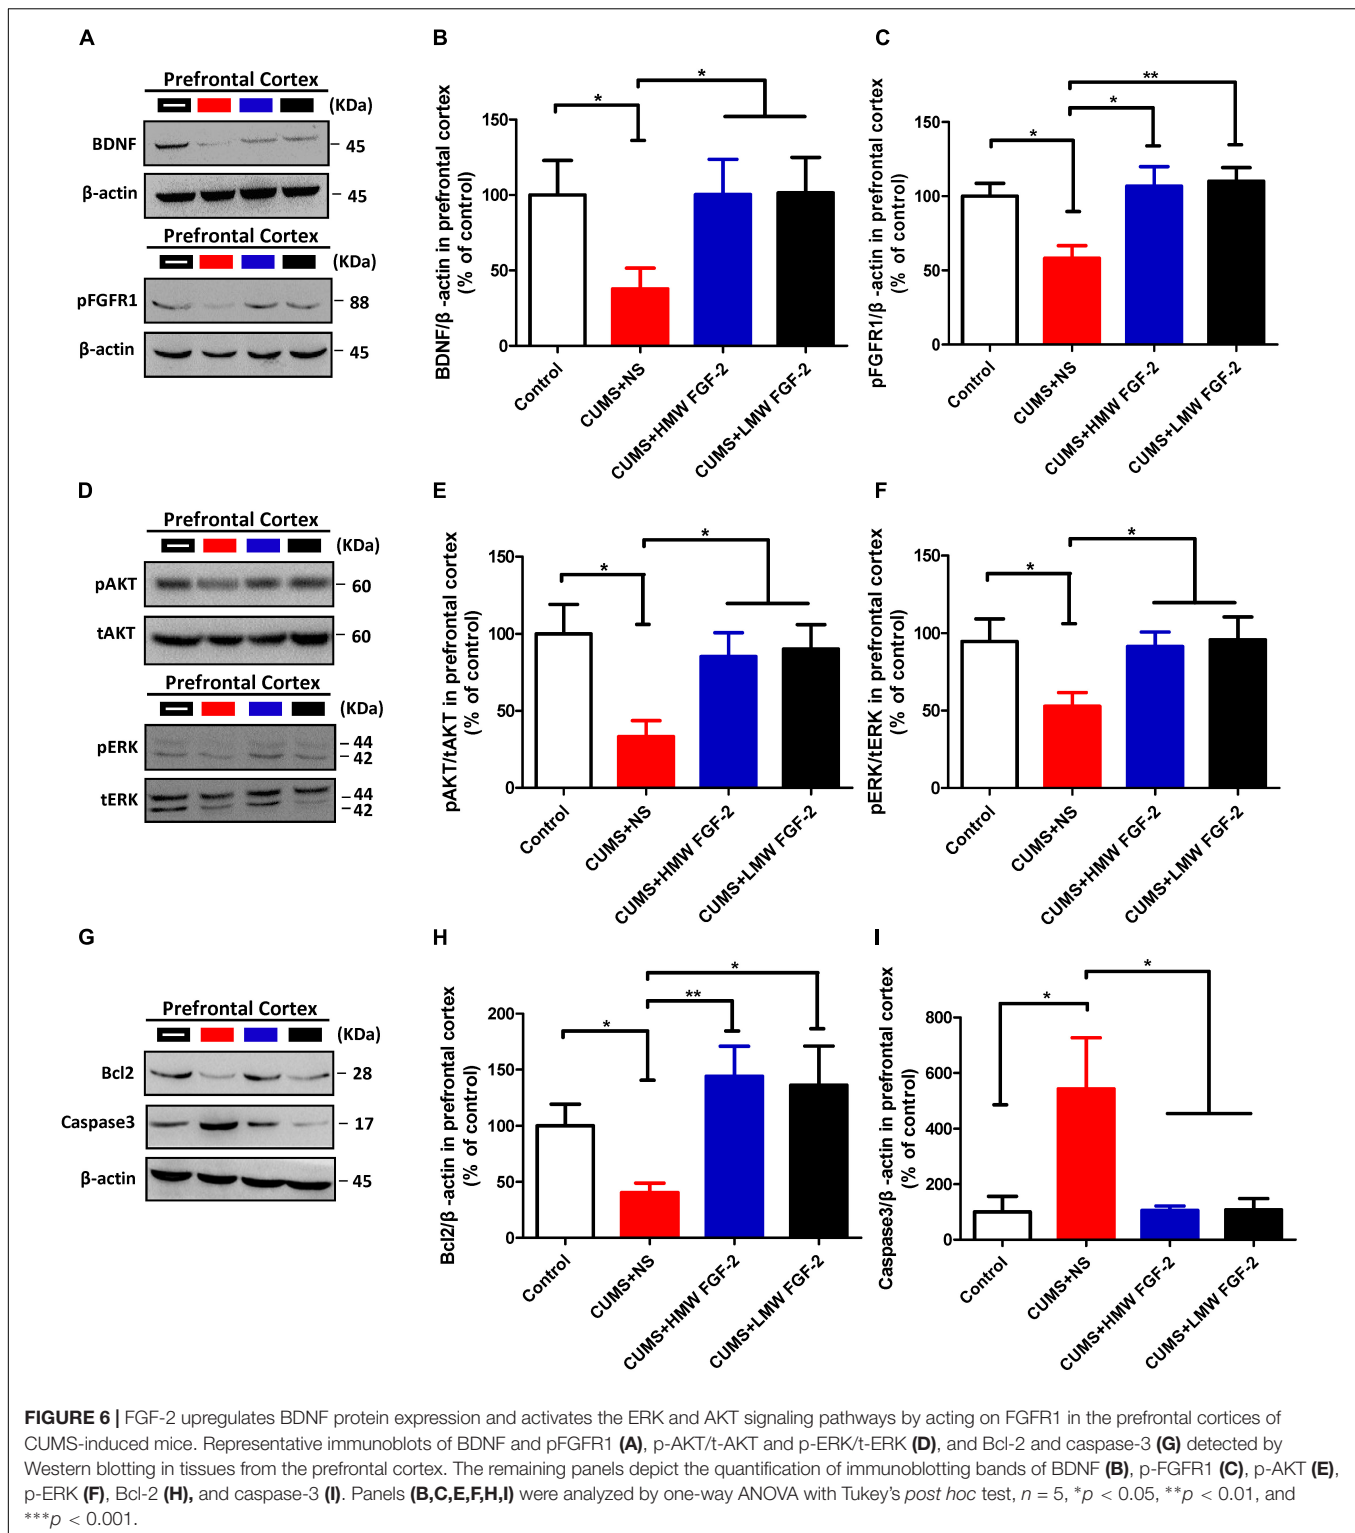 A
Prefrontal Cortex
(KDa)
BDNF
– 45
β-actin
– 45
Prefrontal Cortex
(KDa)
pFGFR1
– 88
β-actin
– 45
B
BDNF/β -actin in prefrontal cortex
(% of control)
150
100
50
0
*
*
Control
CUMS+NS
CUMS+HMW FGF-2
CUMS+LMW FGF-2
C
pFGFR1/β -actin in prefrontal cortex
(% of control)
150
100
50
0
*
*
**
Control
CUMS+NS
CUMS+HMW FGF-2
CUMS+LMW FGF-2
D
Prefrontal Cortex
(KDa)
pAKT
– 60
tAKT
– 60
Prefrontal Cortex
(KDa)
pERK
– 44
– 42
tERK
– 44
– 42
E
pAKT/tAKT in prefrontal cortex
(% of control)
150
100
50
0
*
*
Control
CUMS+NS
CUMS+HMW FGF-2
CUMS+LMW FGF-2
F
pERK/tERK in prefrontal cortex
(% of control)
150
100
50
0
*
*
Control
CUMS+NS
CUMS+HMW FGF-2
CUMS+LMW FGF-2
G
Prefrontal Cortex
(KDa)
Bcl2
– 28
Caspase3
– 17
β-actin
– 45
H
Bcl2/β -actin in prefrontal cortex
(% of control)
200
150
100
50
0
*
**
*
Control
CUMS+NS
CUMS+HMW FGF-2
CUMS+LMW FGF-2
I
Caspase3/β -actin in prefrontal cortex
(% of control)
800
600
400
200
0
*
*
Control
CUMS+NS
CUMS+HMW FGF-2
CUMS+LMW FGF-2
FIGURE 6 | FGF-2 upregulates BDNF protein expression and activates the ERK and AKT signaling pathways by acting on FGFR1 in the prefrontal cortices of
CUMS-induced mice. Representative immunoblots of BDNF and pFGFR1 (A), p-AKT/t-AKT and p-ERK/t-ERK (D), and Bcl-2 and caspase-3 (G) detected by
Western blotting in tissues from the prefrontal cortex. The remaining panels depict the quantification of immunoblotting bands of BDNF (B), p-FGFR1 (C), p-AKT (E),
p-ERK (F), Bcl-2 (H), and caspase-3 (I). Panels (B,C,E,F,H,I) were analyzed by one-way ANOVA with Tukey's post hoc test, n = 5, *p < 0.05, **p < 0.01, and
***p < 0.001.